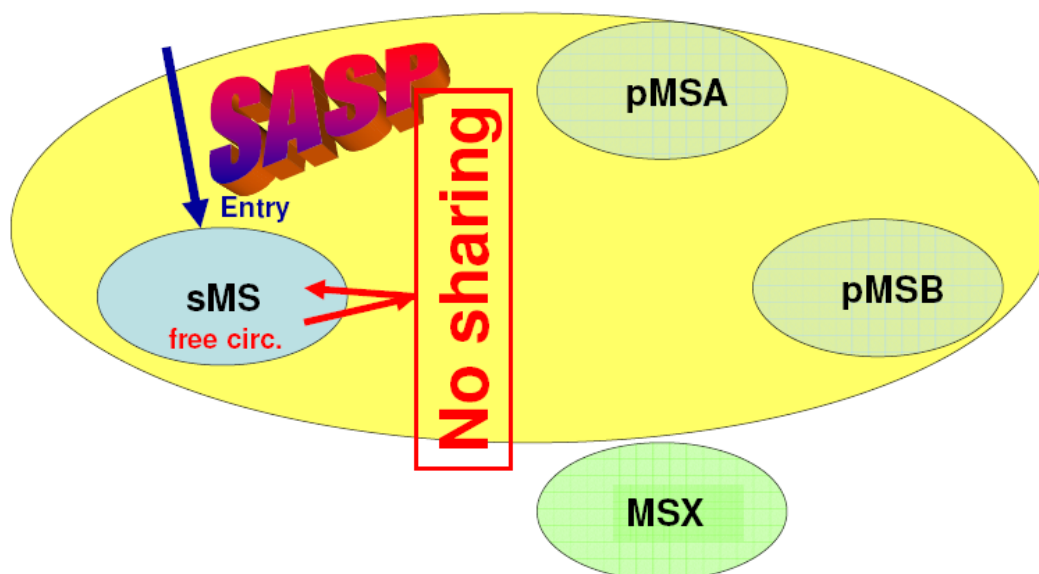 SASP
pMSA
Entry
No sharing
sMS
free circ.
pMSB
MSX